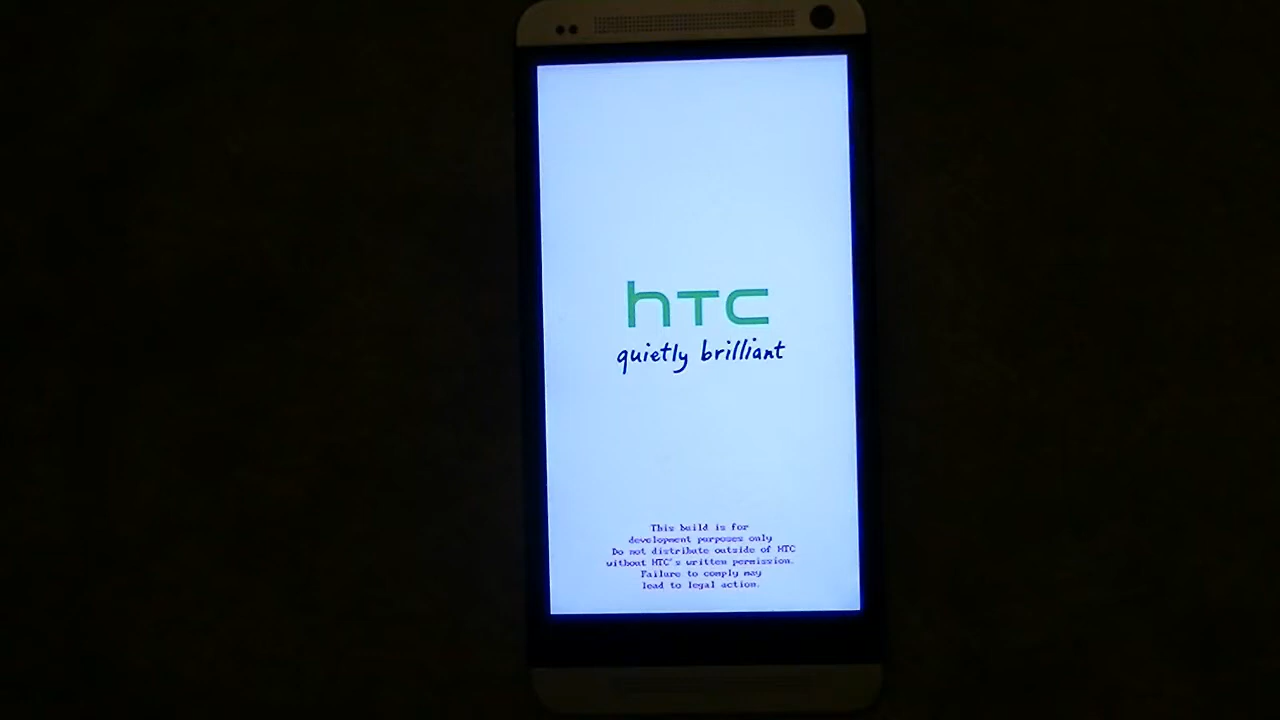 hTC
quietly brilliant
This build is for
development purposes only
Do not distribute outside of HTC
without HTC's written permission.
Failure to comply may
lead to legal action.